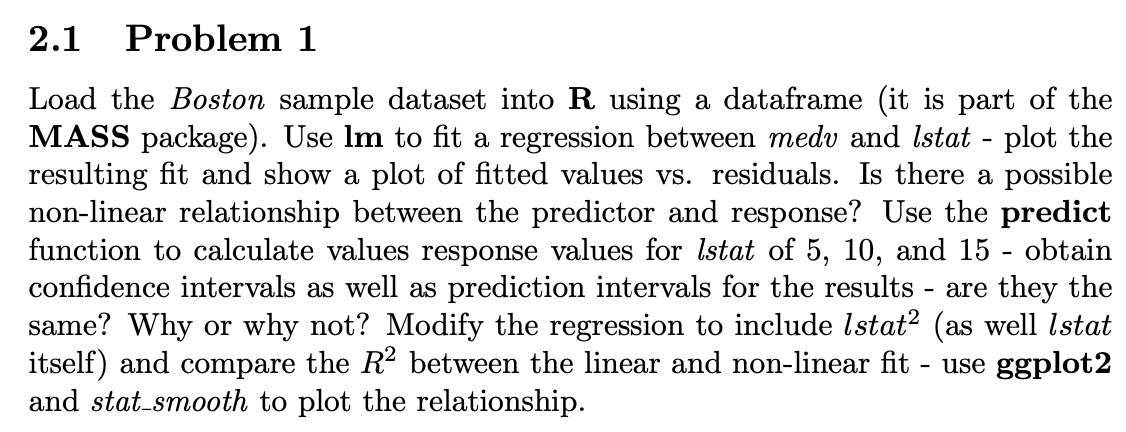 2.1 Problem 1
Load the Boston sample dataset into R using a dataframe (it is part of the
MASS package). Use lm to fit a regression between medv and lstat - plot the
resulting fit and show a plot of fitted values vs. residuals. Is there a possible
non-linear relationship between the predictor and response? Use the predict
function to calculate values response values for lstat of 5, 10, and 15 - obtain
confidence intervals as well as prediction intervals for the results - are they the
same? Why or why not? Modify the regression to include lstat² (as well lstat
itself) and compare the R² between the linear and non-linear fit - use ggplot2
and stat_smooth to plot the relationship.